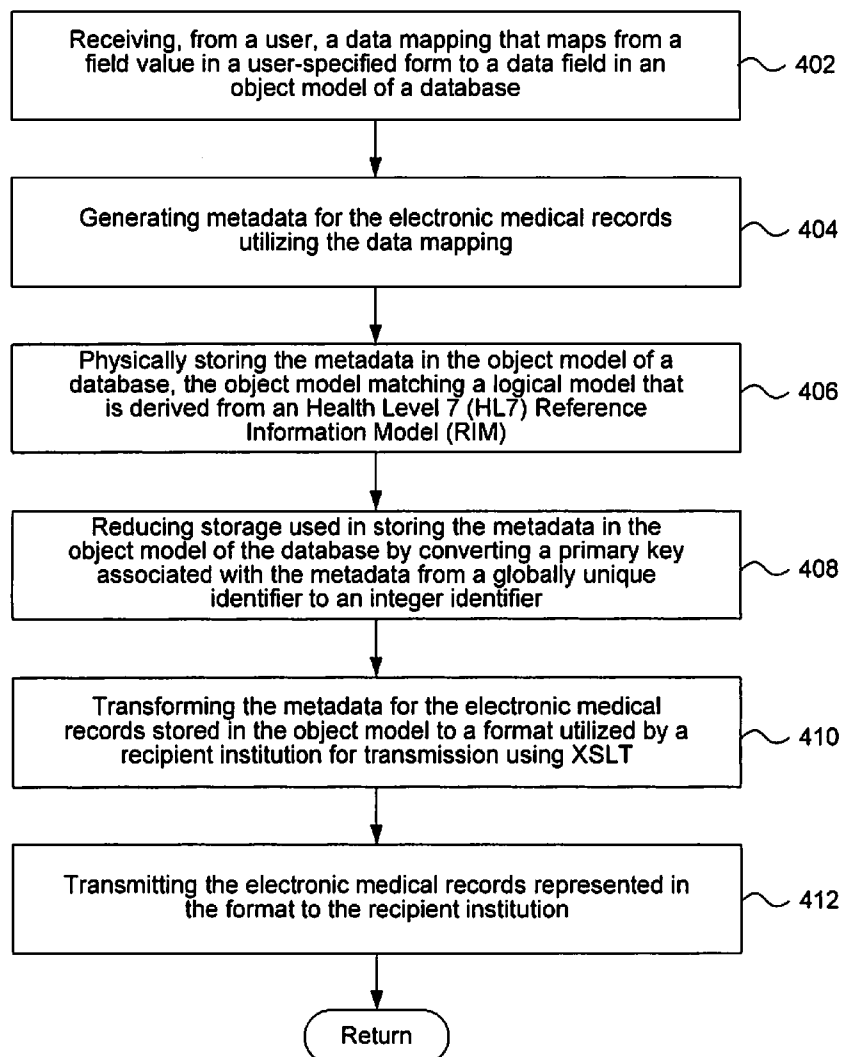 Receiving, from a user, a data mapping that maps from a
field value in a user-specified form to a data field in an
object model of a database
402
Generating metadata for the electronic medical records
utilizing the data mapping
404
Physically storing the metadata in the object model of a
database, the object model matching a logical model that
is derived from an Health Level 7 (HL7) Reference
Information Model (RIM)
406
Reducing storage used in storing the metadata in the
object model of the database by converting a primary key
associated with the metadata from a globally unique
identifier to an integer identifier
408
Transforming the metadata for the electronic medical
records stored in the object model to a format utilized by a
recipient institution for transmission using XSLT
410
Transmitting the electronic medical records represented in
the format to the recipient institution
412
Return